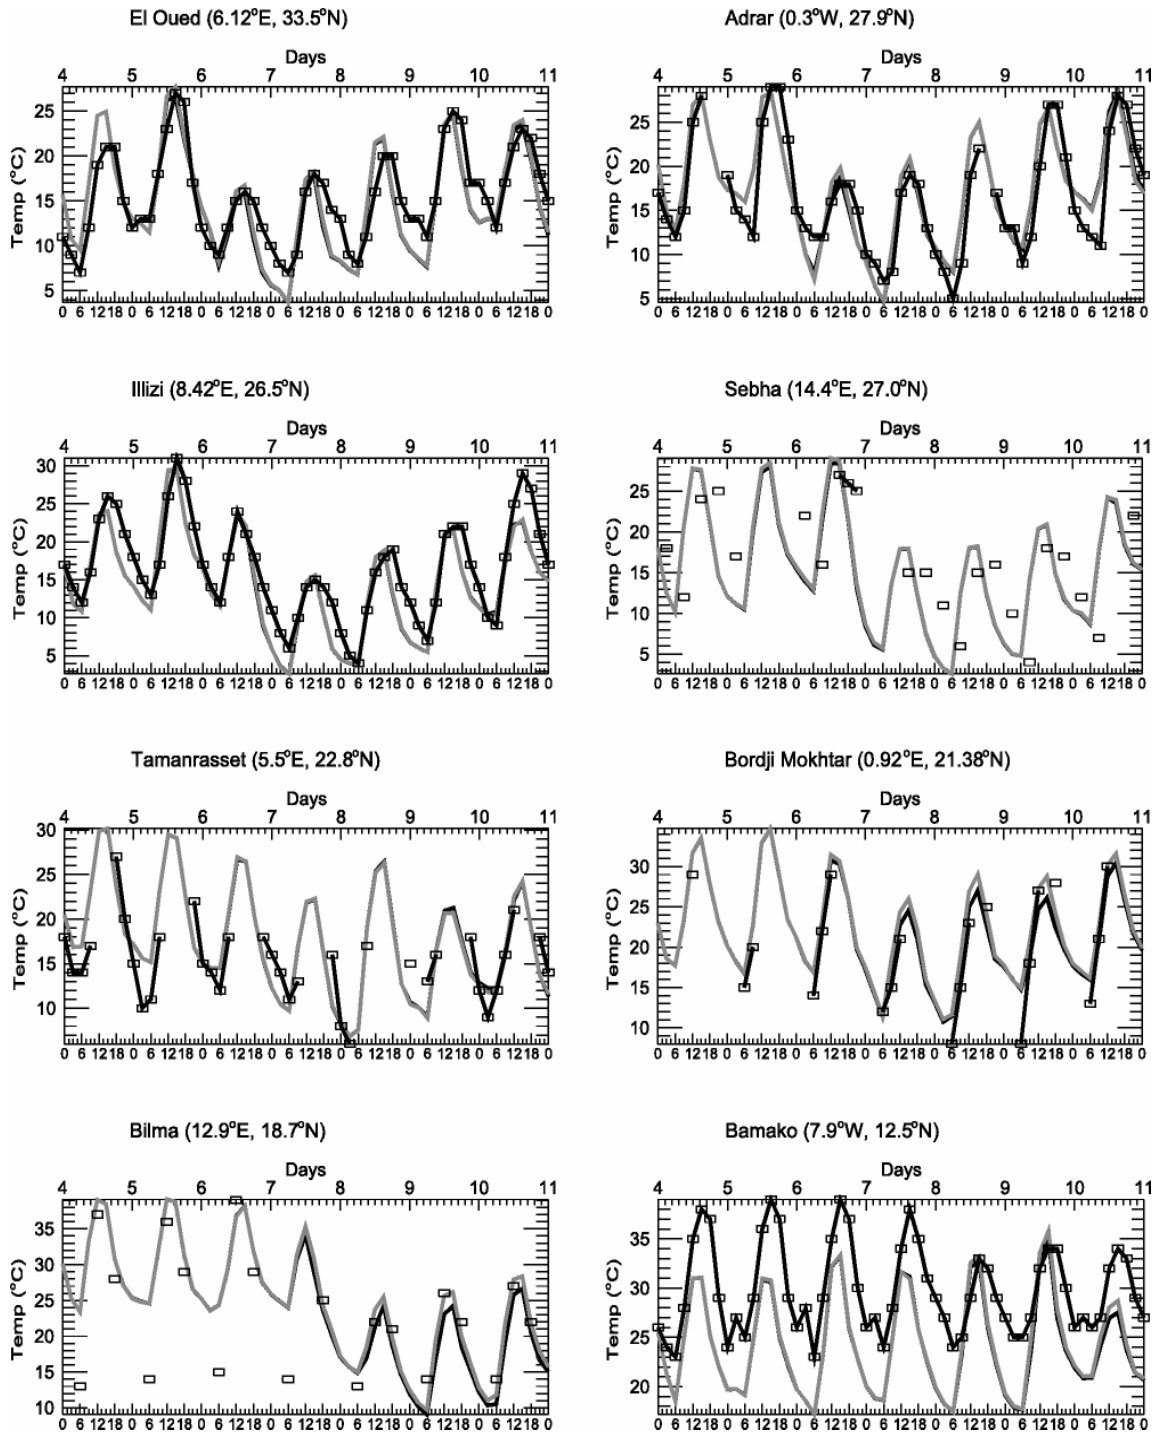 El Oued (6.12°E, 33.5°N)
Days
4 5 6 7 8 9 10 11
Temp (°C)
25
20
15
10
5
0 6 1218 0 6 1218 0 6 1218 0 6 1218 0 6 1218 0 6 1218 0 6 1218 0
Adrar (0.3°W, 27.9°N)
Days
4 5 6 7 8 9 10 11
Temp (°C)
25
20
15
10
5
0 6 1218 0 6 1218 0 6 1218 0 6 1218 0 6 1218 0 6 1218 0 6 1218 0
Illizi (8.42°E, 26.5°N)
Days
4 5 6 7 8 9 10 11
Temp (°C)
30
25
20
15
10
5
0 6 1218 0 6 1218 0 6 1218 0 6 1218 0 6 1218 0 6 1218 0 6 1218 0
Sebha (14.4°E, 27.0°N)
Days
4 5 6 7 8 9 10 11
Temp (°C)
25
20
15
10
5
0 6 1218 0 6 1218 0 6 1218 0 6 1218 0 6 1218 0 6 1218 0 6 1218 0
Tamanrasset (5.5°E, 22.8°N)
Days
4 5 6 7 8 9 10 11
Temp (°C)
30
25
20
15
10
0 6 1218 0 6 1218 0 6 1218 0 6 1218 0 6 1218 0 6 1218 0 6 1218 0
Bordji Mokhtar (0.92°E, 21.38°N)
Days
4 5 6 7 8 9 10 11
Temp (°C)
30
25
20
15
10
0 6 1218 0 6 1218 0 6 1218 0 6 1218 0 6 1218 0 6 1218 0 6 1218 0
Bilma (12.9°E, 18.7°N)
Days
4 5 6 7 8 9 10 11
Temp (°C)
35
30
25
20
15
10
0 6 1218 0 6 1218 0 6 1218 0 6 1218 0 6 1218 0 6 1218 0 6 1218 0
Bamako (7.9°W, 12.5°N)
Days
4 5 6 7 8 9 10 11
Temp (°C)
35
30
25
20
0 6 1218 0 6 1218 0 6 1218 0 6 1218 0 6 1218 0 6 1218 0 6 1218 0